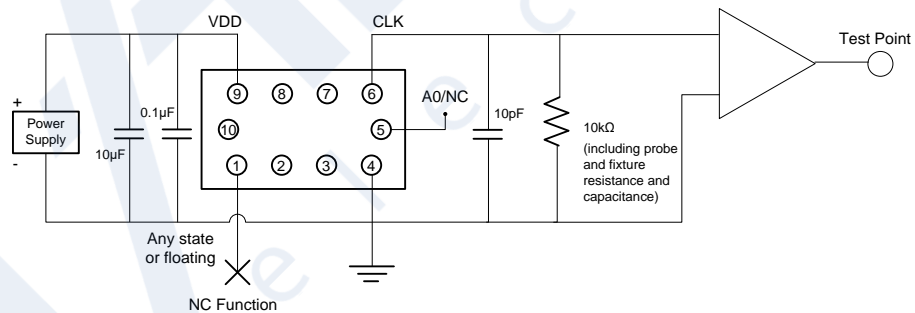 VDD
CLK
Test Point
+
Power
Supply
-
10µF
0.1µF
9
8
7
6
10
5
1
2
3
4
A0/NC
10pF
10kΩ
(including probe
and fixture
resistance and
capacitance)
Any state
or floating
NC Function